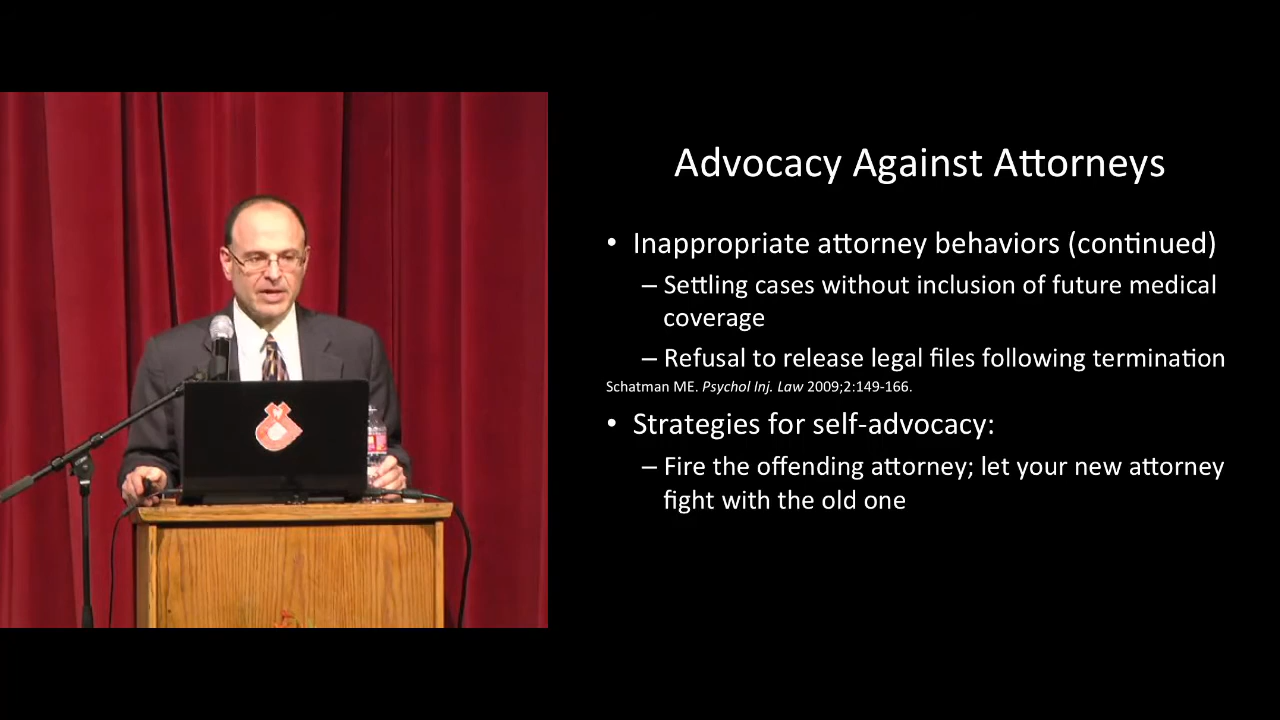 Advocacy Against Attorneys
• Inappropriate attorney behaviors (continued)
– Settling cases without inclusion of future medical
coverage
– Refusal to release legal files following termination
Schatman ME. Psychol Inj. Law 2009;2:149-166.
• Strategies for self-advocacy:
– Fire the offending attorney; let your new attorney
fight with the old one